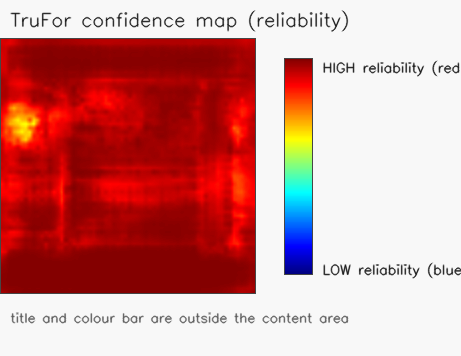 TruFor confidence map (reliability)
HIGH reliability (red
LOW reliability (blue
title and colour bar are outside the content area